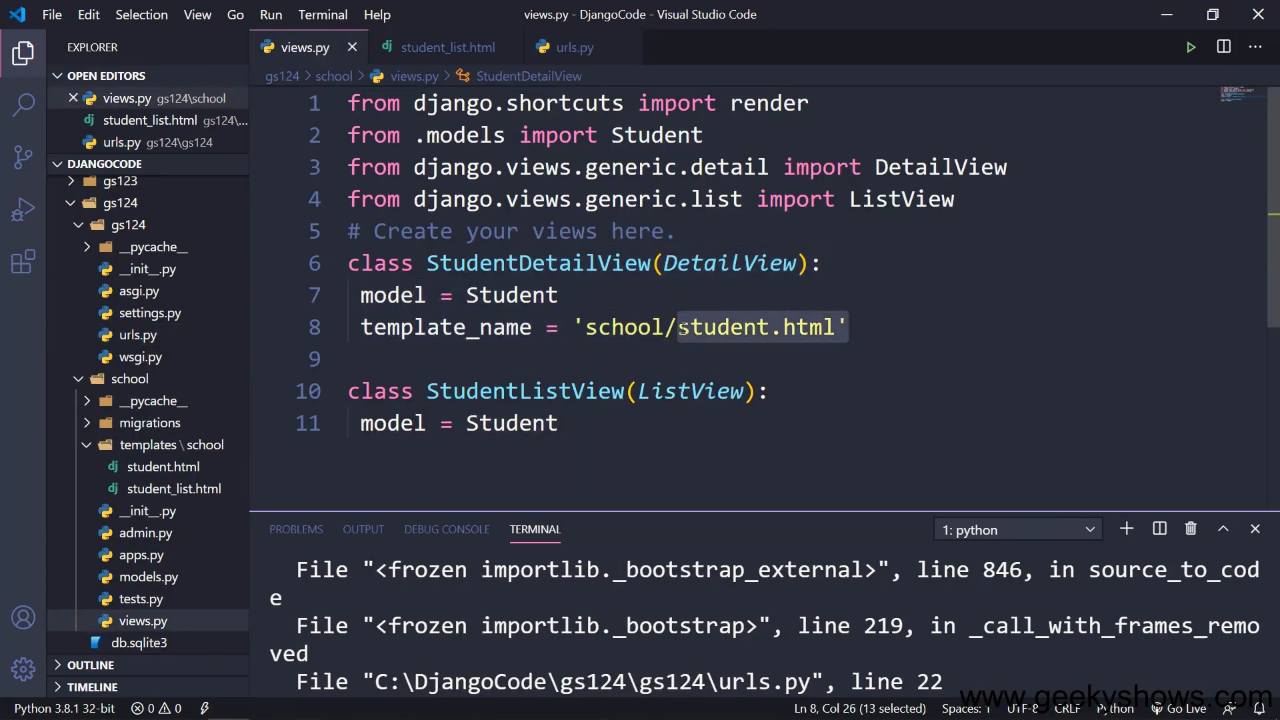 File Edit Selection View Go Run Terminal Help views.py - DjangoCode - Visual Studio Code
EXPLORER
views.py student_list.html urls.py
OPEN EDITORS
gs124 > school > views.py > StudentDetailView
views.py gs124\school
student_list.html gs124\...
urls.py gs124\gs124
DJANGOCODE
gs123
gs124
gs124
__pycache__
__init__.py
asgi.py
settings.py
urls.py
wsgi.py
school
__pycache__
migrations
templates \ school
student.html
student_list.html
__init__.py
admin.py
apps.py
models.py
tests.py
views.py
db.sqlite3
OUTLINE
TIMELINE
1 from django.shortcuts import render
2 from .models import Student
3 from django.views.generic.detail import DetailView
4 from django.views.generic.list import ListView
5 # Create your views here.
6 class StudentDetailView(DetailView):
7 model = Student
8 template_name = 'school/student.html'
9
10 class StudentListView(ListView):
11 model = Student
PROBLEMS OUTPUT DEBUG CONSOLE TERMINAL 1: python
File "<frozen importlib._bootstrap_external>", line 846, in source_to_cod
e
File "<frozen importlib._bootstrap>", line 219, in _call_with_frames_remo
ved
File "C:\DjangoCode\gs124\gs124\urls.py", line 22
www.geekyshows.com
Python 3.8.1 32-bit 0 0 Ln 8, Col 26 (13 selected) Spaces: 1 UTF-8 CRLF Python Go Live